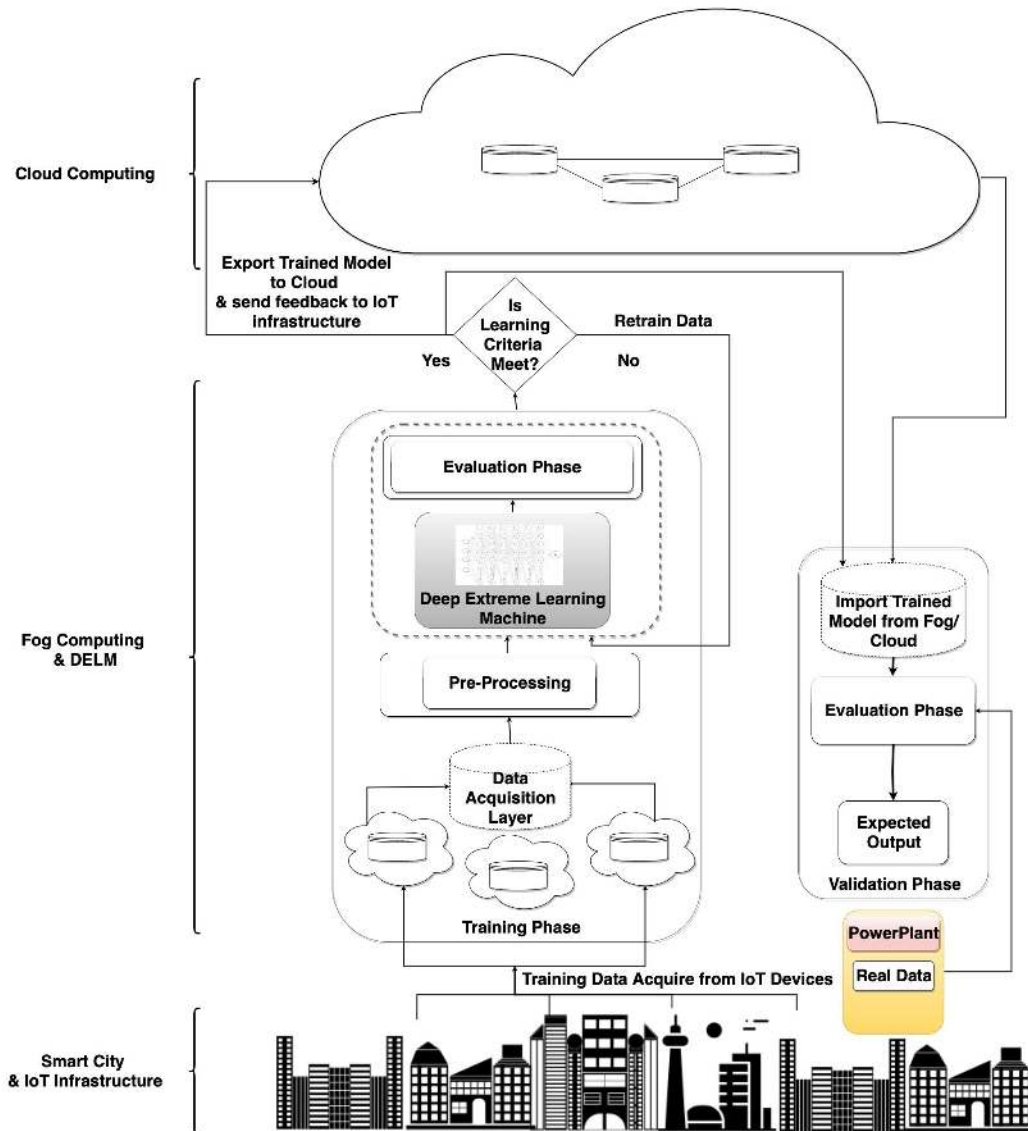 Cloud Computing
Export Trained Model
to Cloud
& send feedback to IoT
infrastructure
Is
Learning
Criteria
Meet?
Retrain Data
Yes
No
Evaluation Phase
Deep Extreme Learning
Machine
Fog Computing
& DELM
Pre-Processing
Data
Acquisition
Layer
Training Phase
Import Trained
Model from Fog/
Cloud
Evaluation Phase
Expected
Output
Validation Phase
PowerPlant
Real Data
Training Data Acquire from IoT Devices
Smart City
& IoT Infrastructure